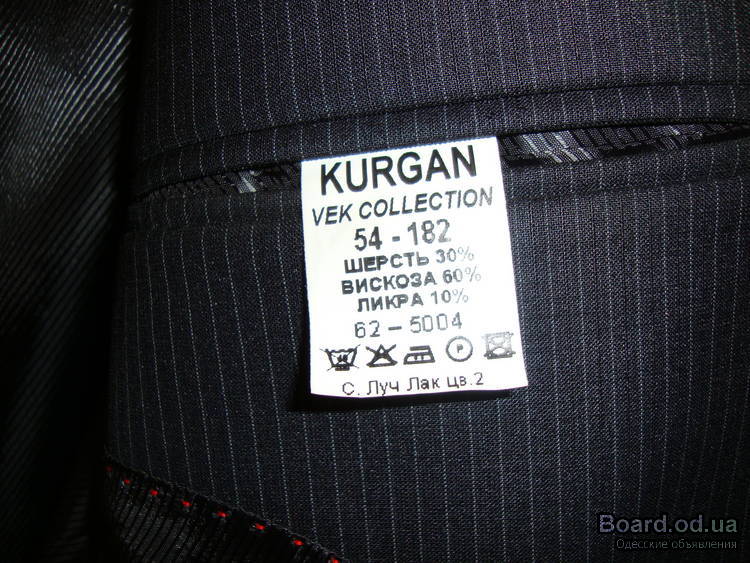 KURGAN
VEK COLLECTION
54 - 182
ШЕРСТЬ 30%
ВИСКОЗА 60%
ЛИКРА 10%
62 - 5004
P
С. Луч Лак цв.2
Board.od.ua
Одесские объявления